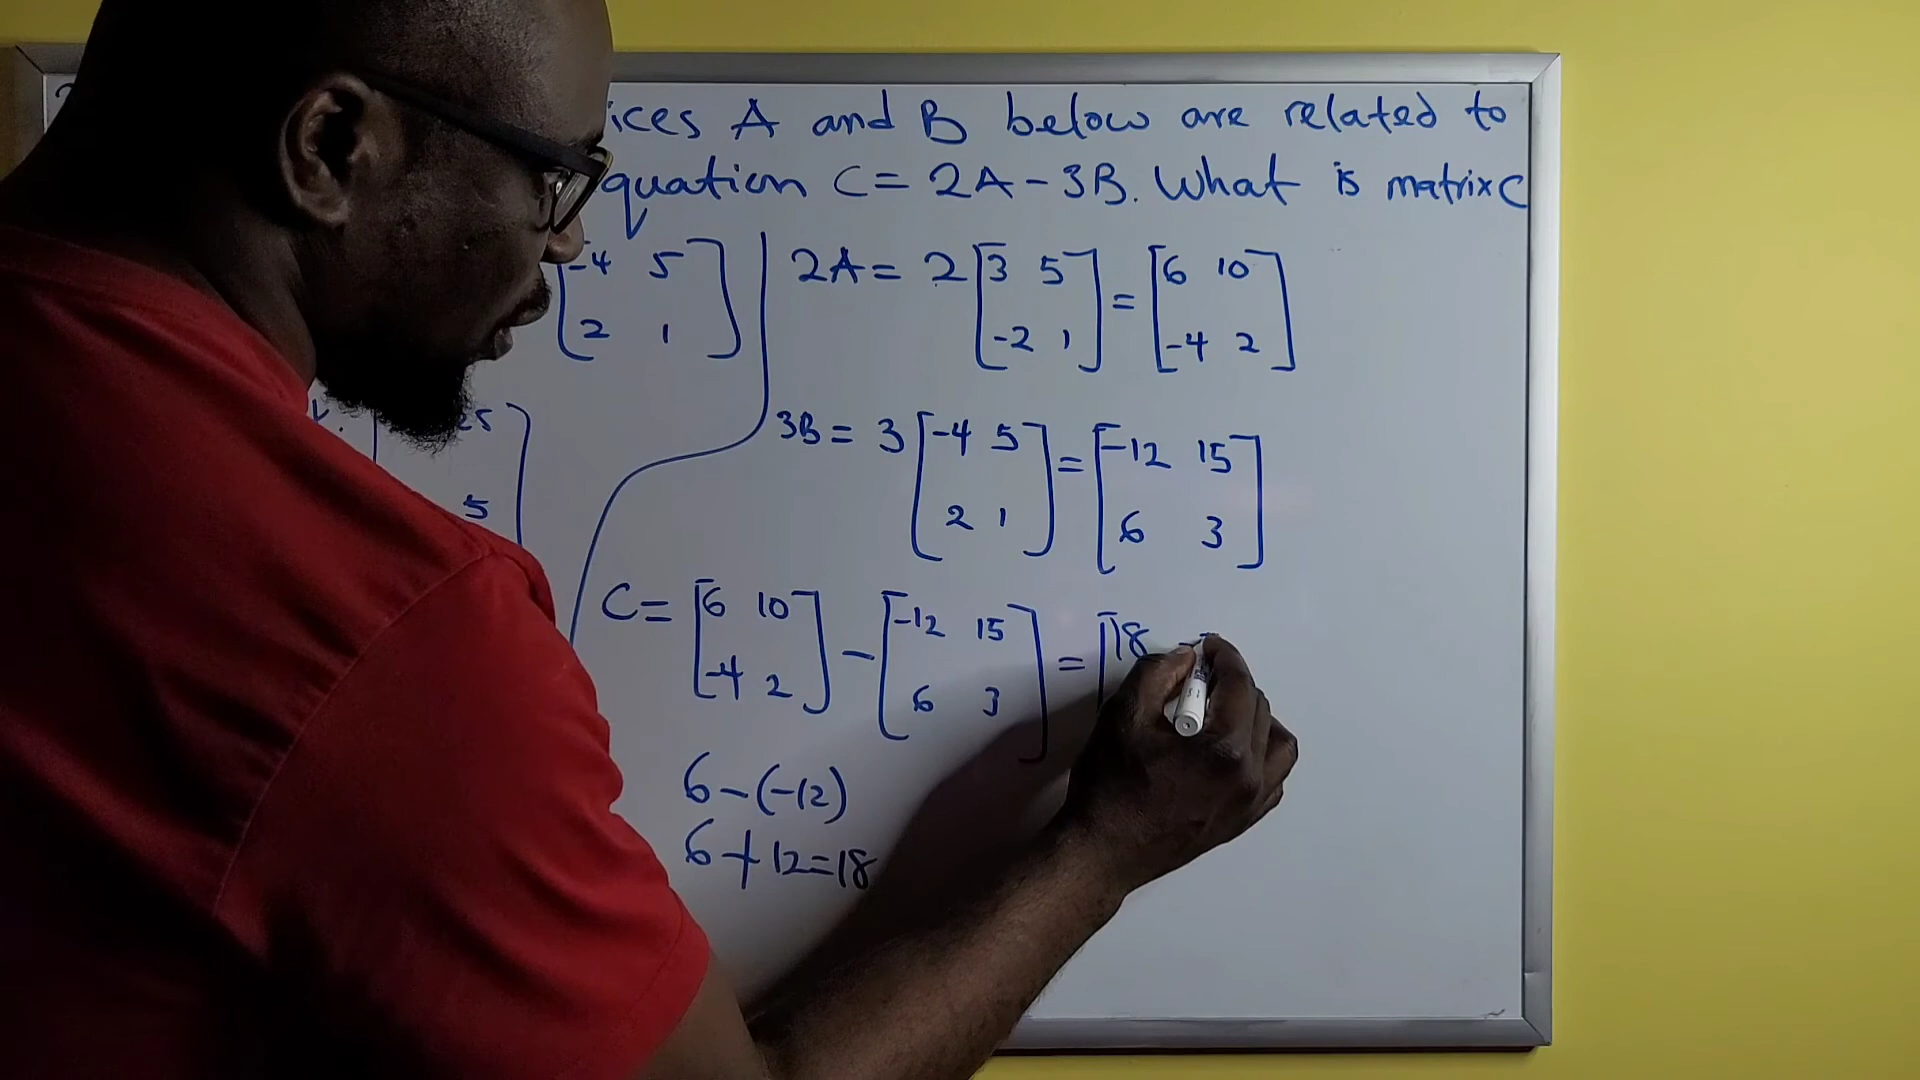 ices A and B below are related to
quation C = 2A - 3B. What is matrix C
[-4 5] 2A = 2[3 5] = [6 10]
[2 1] [-2 1] [-4 2]
25
3B = 3[-4 5] = [-12 15]
5 [2 1] [6 3]
C = [6 10] - [-12 15] = [18 -
[-4 2] [6 3]
6-(-12)
6+12=18